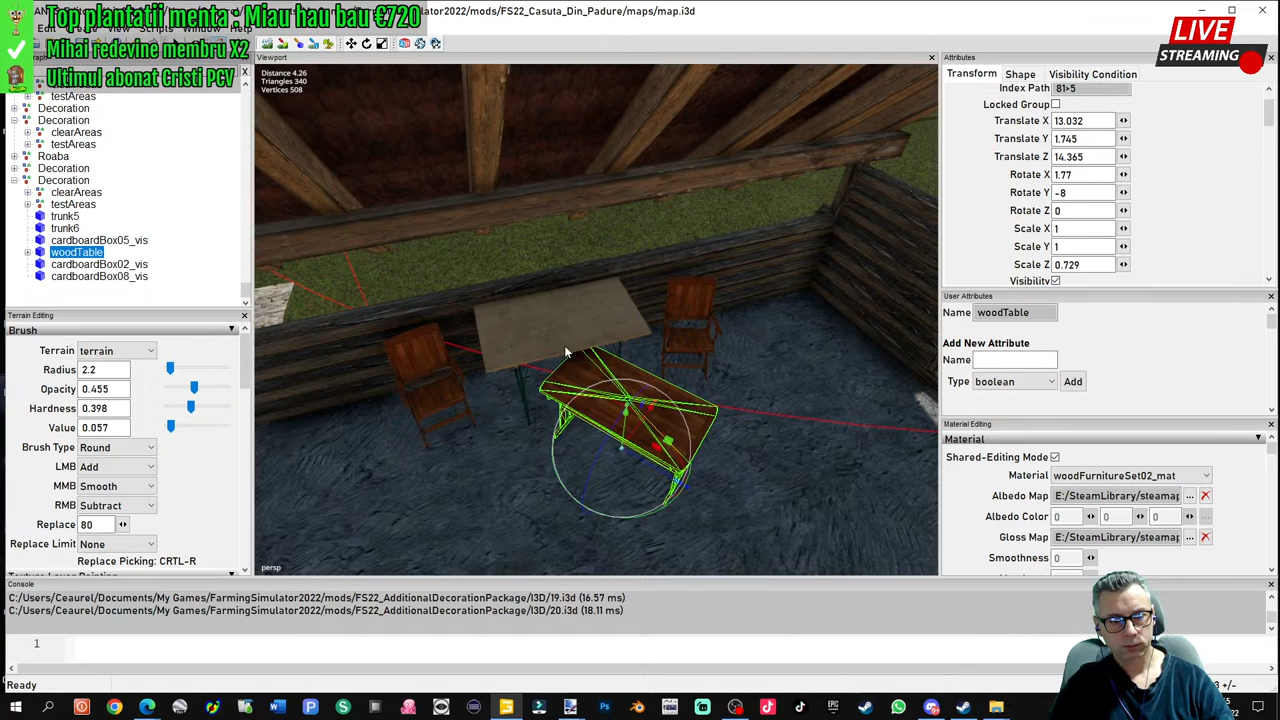 Top plantatii menta : Miau hau bau €720
Mihai redevine membru X2
Ultimul abonat Cristi PCV
Latorator2022/mods/FS22_Casuta_Din_Padure/maps/map.i3d
LIVE
STREAMING
Viewport
Distance 4.26
Triangles 340
Vertices 508
persp
testAreas
Decoration
Decoration
clearAreas
testAreas
Roaba
Decoration
Decoration
clearAreas
testAreas
trunk5
trunk6
cardboardBox05_vis
woodTable
cardboardBox02_vis
cardboardBox08_vis
Terrain Editing
Brush
Terrain terrain
Radius 2.2
Opacity 0.455
Hardness 0.398
Value 0.057
Brush Type Round
LMB Add
MMB Smooth
RMB Subtract
Replace 80
Replace Limit None
Replace Picking: CRTL-R
Attributes
Transform Shape Visibility Condition
Index Path 81>5
Locked Group
Translate X 13.032
Translate Y 1.745
Translate Z 14.365
Rotate X 1.77
Rotate Y -8
Rotate Z 0
Scale X 1
Scale Y 1
Scale Z 0.729
Visibility
User Attributes
Name woodTable
Add New Attribute
Name
Type boolean Add
Material Editing
Material
Shared-Editing Mode
Material woodFurnitureSet02_mat
Albedo Map E:/SteamLibrary/steamap
Albedo Color 0 0 0
Gloss Map E:/SteamLibrary/steamap
Smoothness 0
Console
C:/Users/Ceaurel/Documents/My Games/FarmingSimulator2022/mods/FS22_AdditionalDecorationPackage/I3D/19.i3d (16.57 ms)
C:/Users/Ceaurel/Documents/My Games/FarmingSimulator2022/mods/FS22_AdditionalDecorationPackage/I3D/20.i3d (18.11 ms)
1
Ready